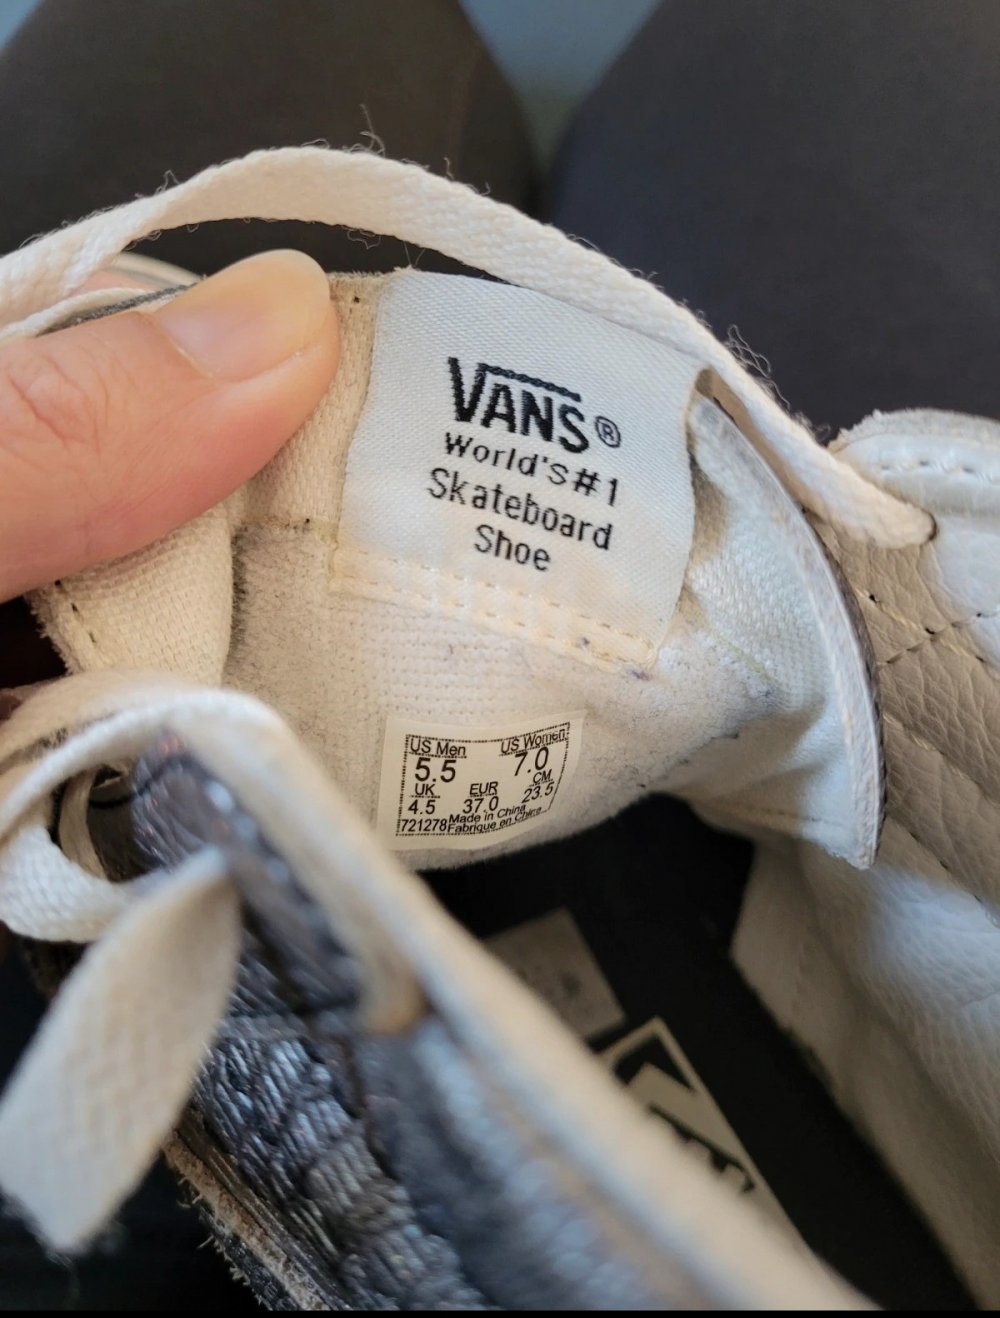 VANS®
World's #1
Skateboard
Shoe
US Men US Women
5.5 7.0
UK EUR CM
4.5 37.0 23.5
Made in China
721278 Fabrique en Chine